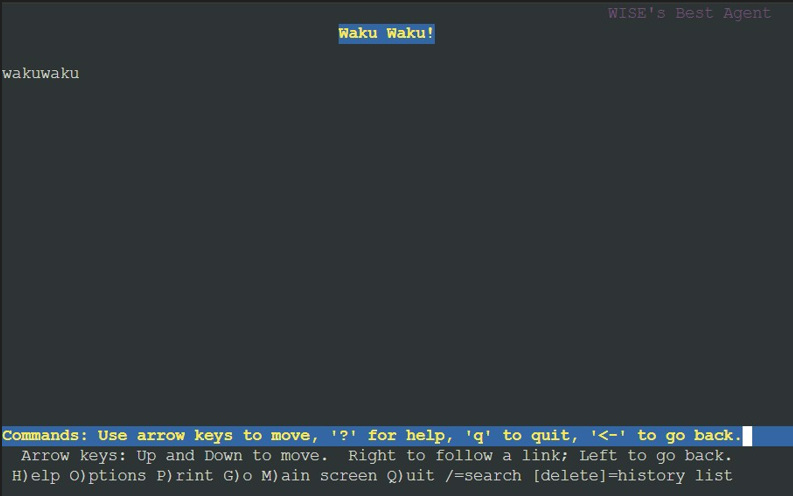 WISE's Best Agent
Waku Waku!
wakuwaku
Commands: Use arrow keys to move, '?' for help, 'q' to quit, '<-' to go back.
Arrow keys: Up and Down to move.  Right to follow a link; Left to go back.
H)elp O)ptions P)rint G)o M)ain screen Q)uit /=search [delete]=history list